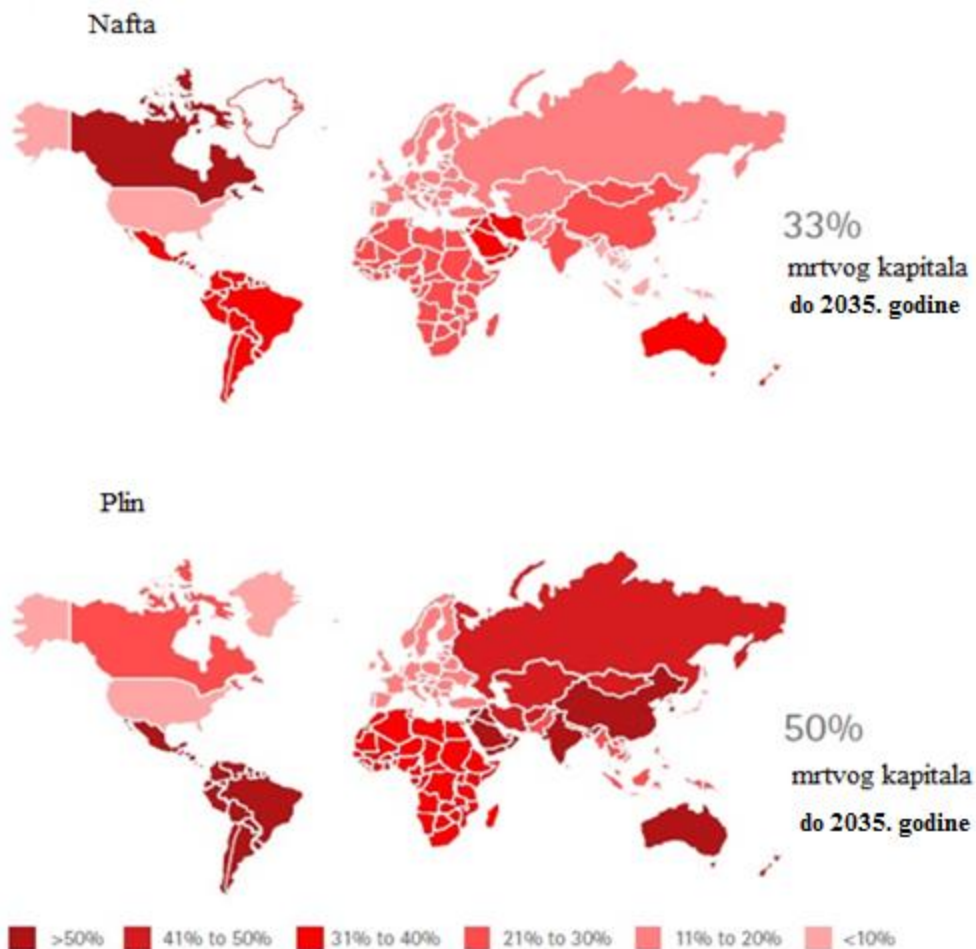 Nafta
33%
mrtvog kapitala
do 2035. godine
Plin
50%
mrtvog kapitala
do 2035. godine
>50% 41% to 50% 31% to 40% 21% to 30% 11% to 20% <10%